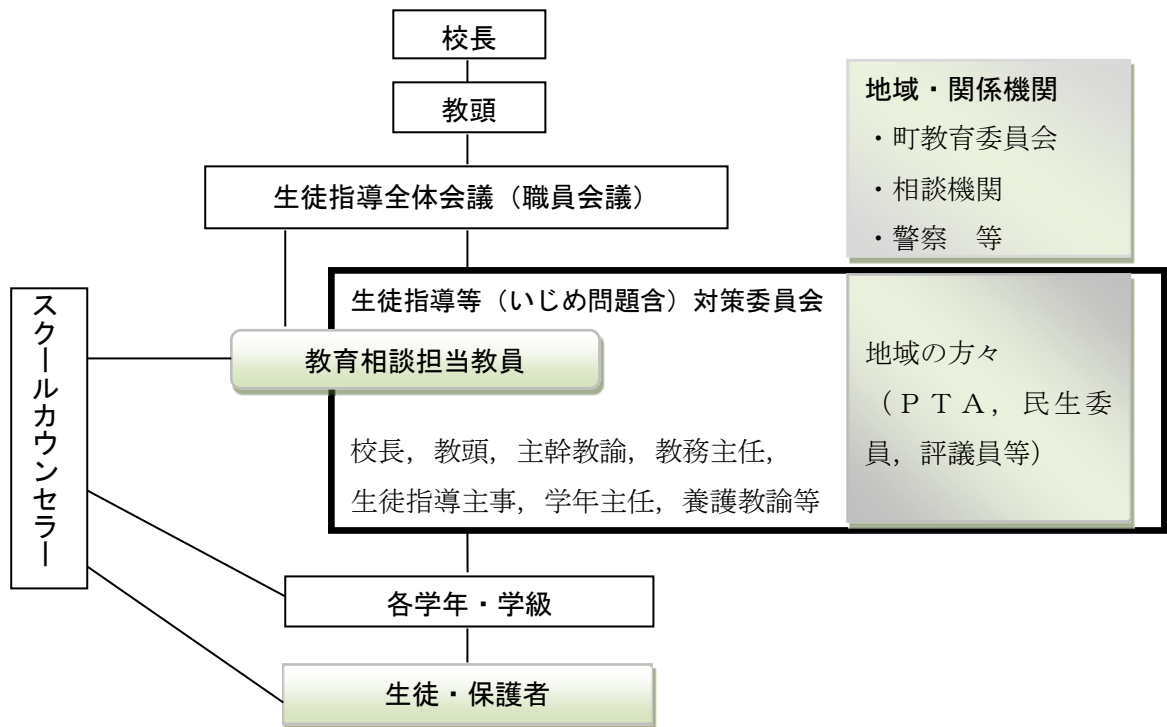 校長
教頭
生徒指導全体会議（職員会議）
地域・関係機関
・町教育委員会
・相談機関
・警察　等
スクールカウンセラー
生徒指導等（いじめ問題含）対策委員会
教育相談担当教員
校長，教頭，主幹教諭，教務主任，
生徒指導主事，学年主任，養護教諭等
地域の方々
（ＰＴＡ，民生委
員，評議員等）
各学年・学級
生徒・保護者